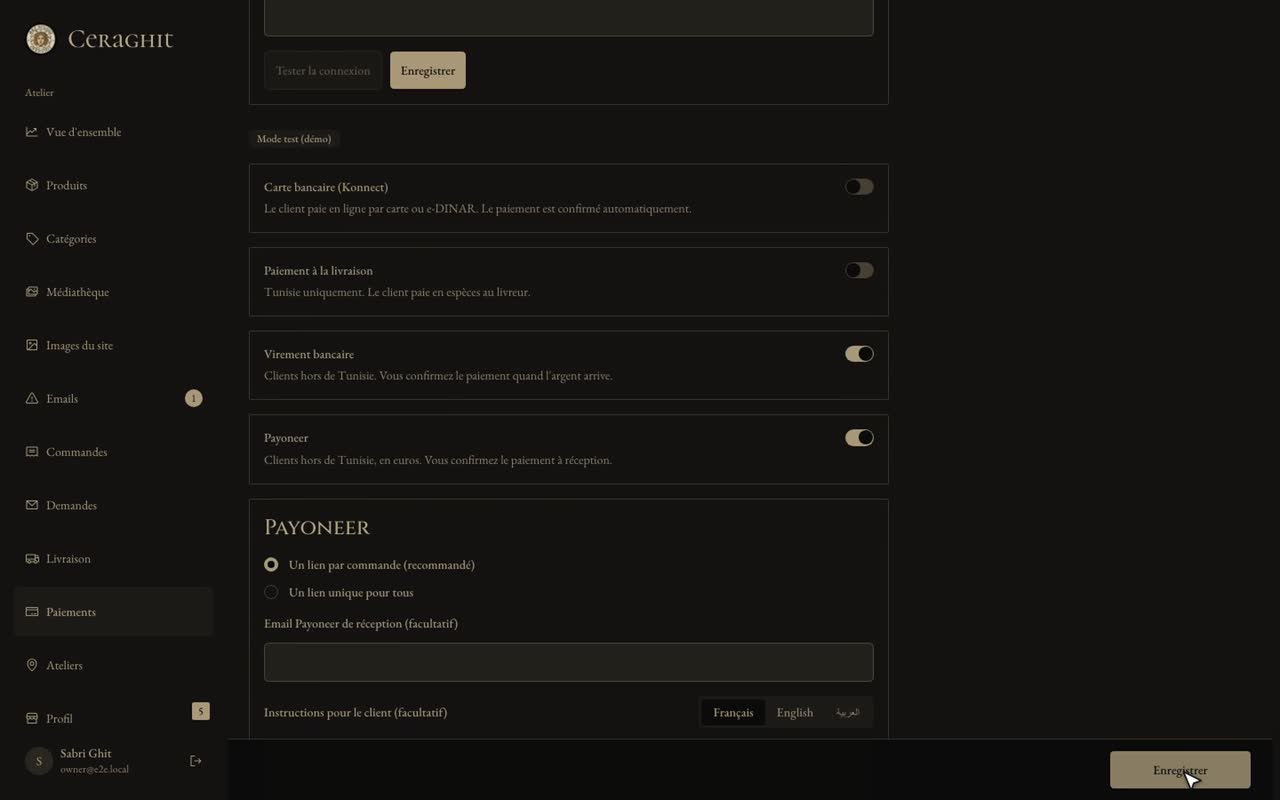 Ceraghit
Atelier
Vue d'ensemble
Produits
Catégories
Médiathèque
Images du site
Emails 1
Commandes
Demandes
Livraison
Paiements
Ateliers
Profil 5
S
Sabri Ghit
owner@e2e.local
Tester la connexion Enregistrer
Mode test (démo)
Carte bancaire (Konnect)
Le client paie en ligne par carte ou e-DINAR. Le paiement est confirmé automatiquement.
Paiement à la livraison
Tunisie uniquement. Le client paie en espèces au livreur.
Virement bancaire
Clients hors de Tunisie. Vous confirmez le paiement quand l'argent arrive.
Payoneer
Clients hors de Tunisie, en euros. Vous confirmez le paiement à réception.
Payoneer
Un lien par commande (recommandé)
Un lien unique pour tous
Email Payoneer de réception (facultatif)
Instructions pour le client (facultatif) Français English العربية
Enregistrer